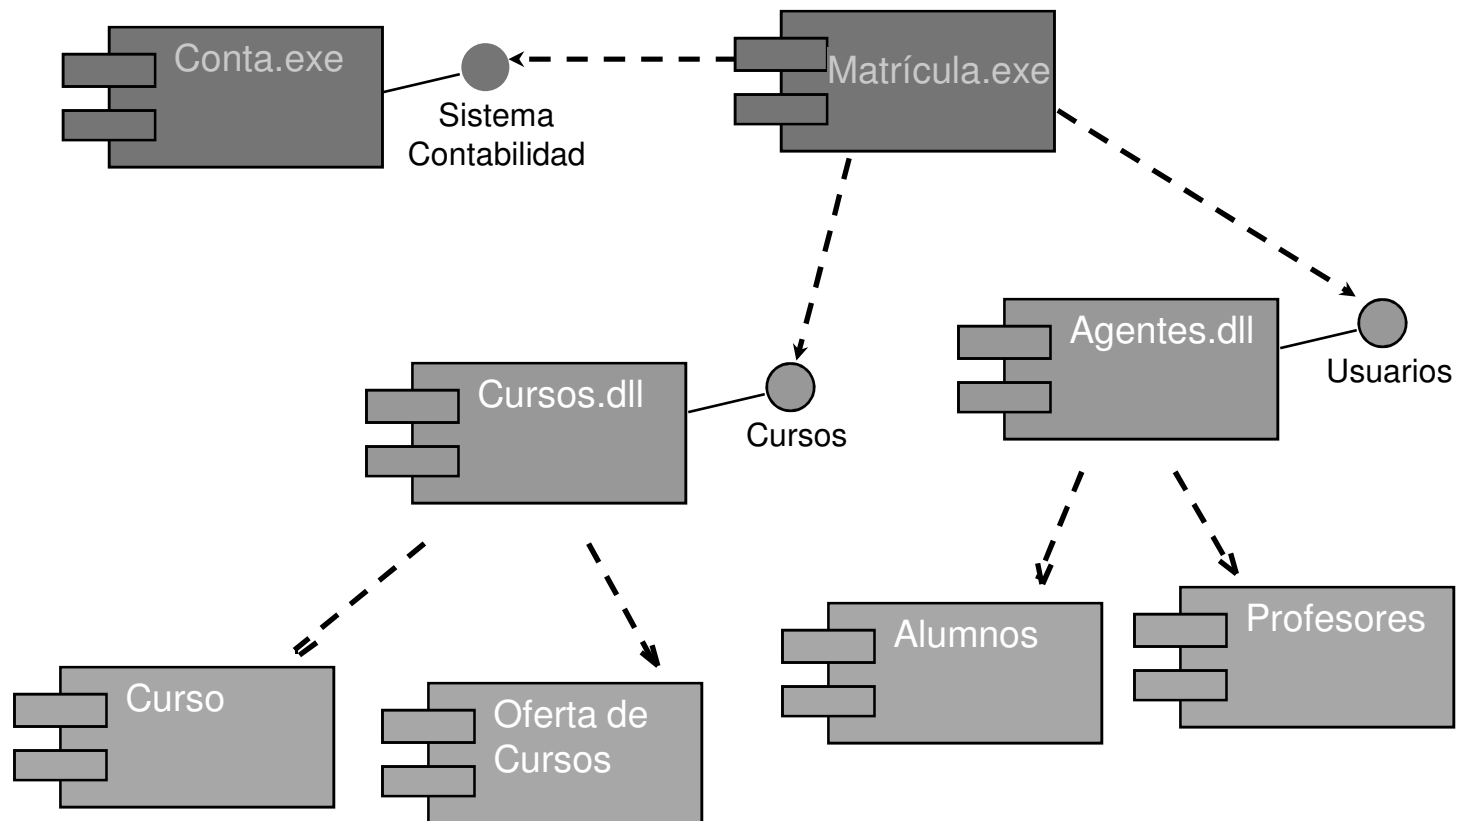 Conta.exe
Sistema
Contabilidad
Matrícula.exe
Agentes.dll
Usuarios
Cursos.dll
Cursos
Alumnos
Profesores
Curso
Oferta de
Cursos